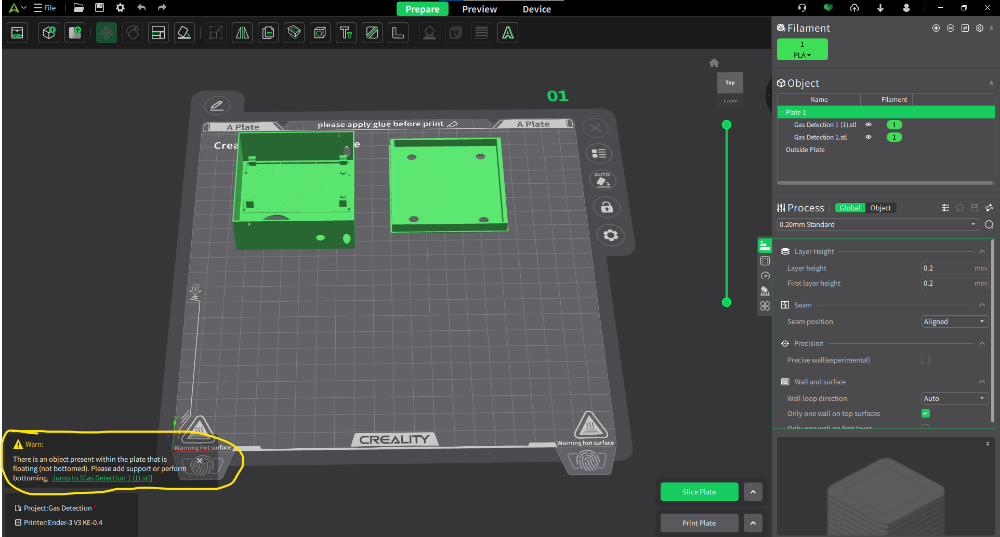 File
Prepare
Preview
Device
Filament
1
PLA
Object
Name
Filament
Plate 1
Gas Detection 1 (1).stl
1
Gas Detection 1.stl
1
Outside Plate
Process
Global
Object
0.20mm Standard
Layer Height
Layer height
0.2
mm
First layer height
0.2
mm
Seam
Seam position
Aligned
Precision
Precise wall(experimental)
Wall and surface
Wall loop direction
Auto
Only one wall on top surfaces
Only one wall on first layer
Top
Front
01
A Plate
please apply glue before print
A Plate
Crea
e
AUTO
CREALITY
Warning hot surface
Warning hot surface
Warn:
There is an object present within the plate that is
floating (not bottomed). Please add support or perform
bottoming. Jump to [Gas Detection 1 (1).stl]
Project:Gas Detection *
Printer:Ender-3 V3 KE-0.4
Slice Plate
Print Plate